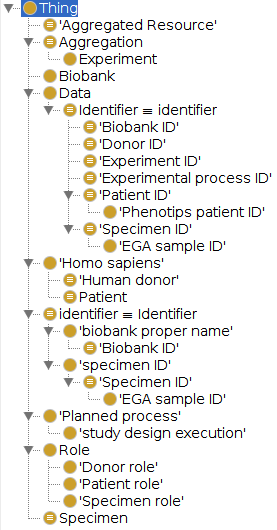 Thing
'Aggregated Resource'
Aggregation
Experiment
Biobank
Data
Identifier ≡ identifier
'Biobank ID'
'Donor ID'
'Experiment ID'
'Experimental process ID'
'Patient ID'
'Phenotips patient ID'
'Specimen ID'
'EGA sample ID'
'Homo sapiens'
'Human donor'
Patient
identifier ≡ Identifier
'biobank proper name'
'Biobank ID'
'specimen ID'
'Specimen ID'
'EGA sample ID'
'Planned process'
'study design execution'
Role
'Donor role'
'Patient role'
'Specimen role'
Specimen